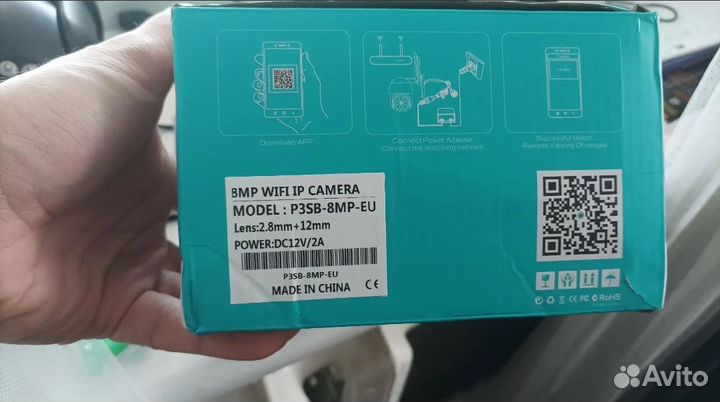 Download APP
Connect Power Adapter,
Connect the matching network
Successful Match,
Remote Viewing Of Images
8MP WIFI IP CAMERA
MODEL : P3SB-8MP-EU
Lens:2.8mm+12mm
POWER:DC12V/2A
P3SB-8MP-EU
MADE IN CHINA CE
CE RoHS
Avito